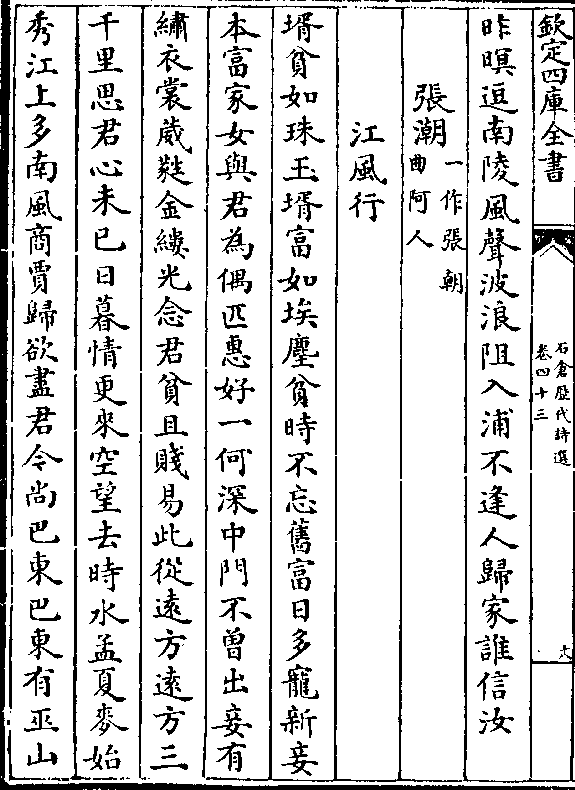 欽定四庫全書
石倉歴代詩選
卷四十三
昨暝逗南陵風聲波浪阻入浦不逢人歸家誰信汝
張潮一作張朝
曲阿人
江風行
壻貧如珠玉壻富如埃塵貧時不忘舊富日多寵新妾
本富家女與君為偶匹惠好一何深中門不曾出妾有
繡衣裳葳蕤金縷光念君貧且賤易此從遠方遠方三
千里思君心未已日暮情更來空望去時水孟夏麥始
秀江上多南風商賈歸欲盡君今尚巴東巴東有巫山